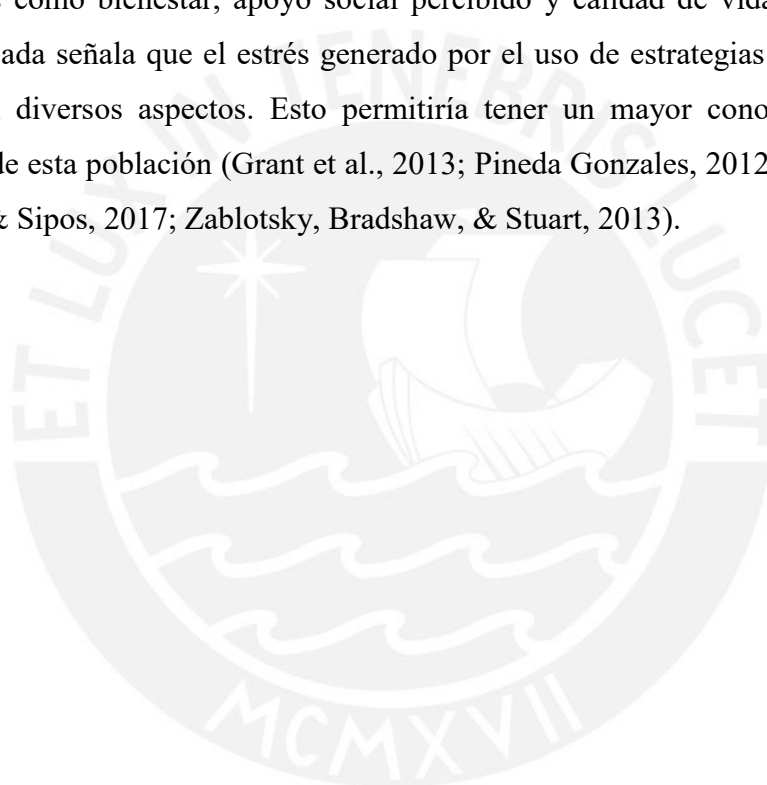 como bienestar, apoyo social percibido y calidad de vida
señala que el estrés generado por el uso de estrategias
diversos aspectos. Esto permitiría tener un mayor
de esta población (Grant et al., 2013; Pineda Gonzales, 2012
& Sipos, 2017; Zablotsky, Bradshaw, & Stuart, 2013).
ET LUX IN TENEBRIS LUCET
MCMXVII